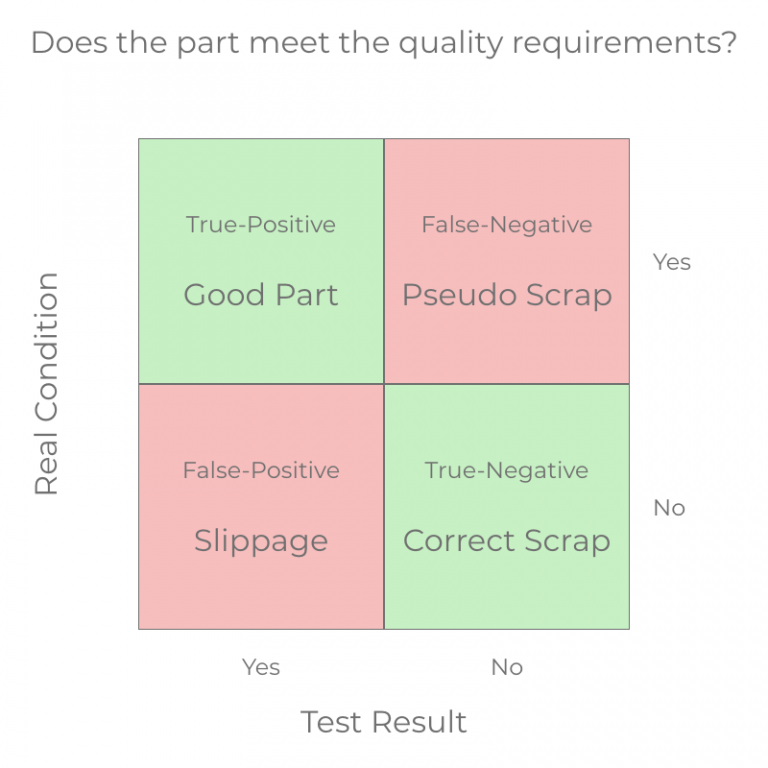 Does the part meet the quality requirements?
True-Positive
False-Negative
Yes
Good Part
Pseudo Scrap
Real Condition
False-Positive
True-Negative
No
Slippage
Correct Scrap
Yes
No
Test Result